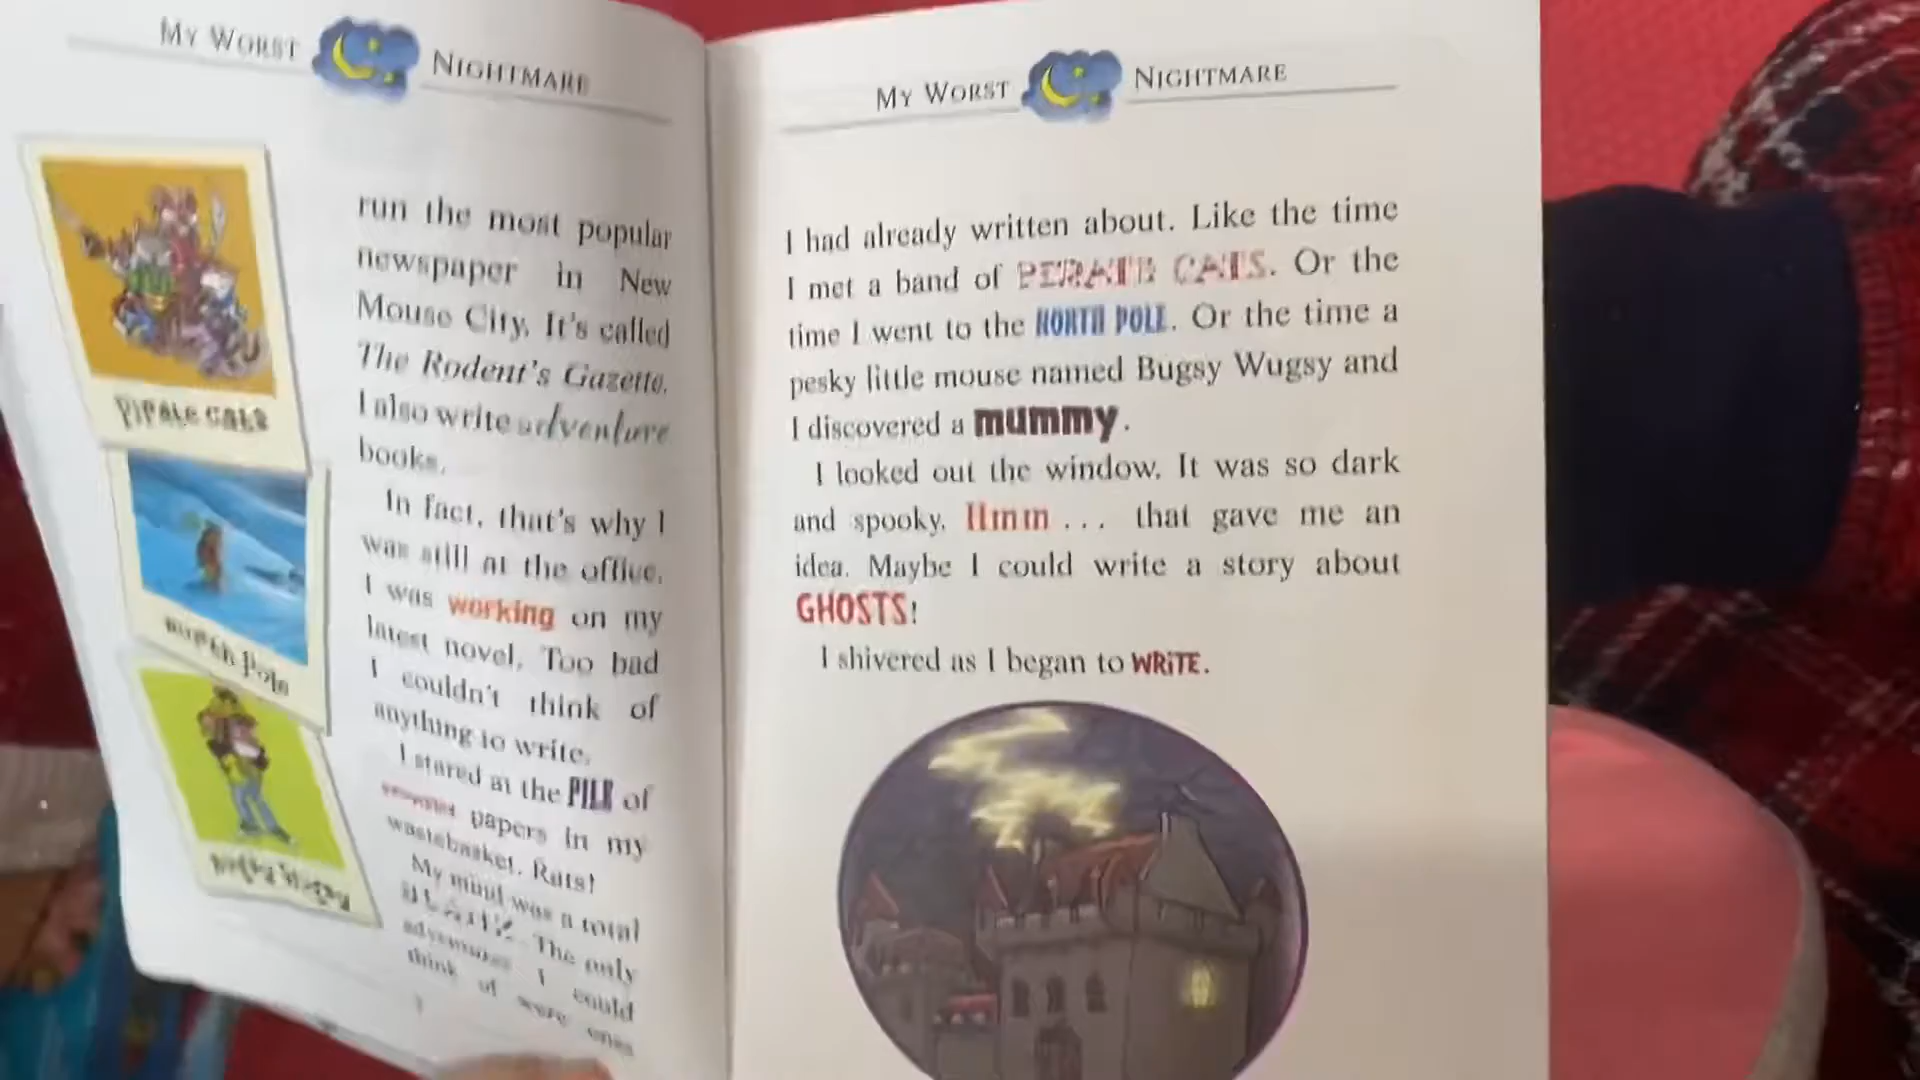 MY WORST NIGHTMARE
Pirate Cats
North Pole
run the most popular
newspaper in New
Mouse City. It's called
The Rodent's Gazette.
I also write adventure
books.
In fact, that's why I
was still at the office.
I was working on my
latest novel. Too bad
I couldn't think of
anything to write.
I stared at the PILE of
papers in my
wastebasket. Rats!
My mind was a total
BLANK. The only
adventures I could
think of were ones
MY WORST NIGHTMARE
I had already written about. Like the time
I met a band of PIRATE CATS. Or the
time I went to the NORTH POLE. Or the time a
pesky little mouse named Bugsy Wugsy and
I discovered a mummy.
I looked out the window. It was so dark
and spooky. Hmm ... that gave me an
idea. Maybe I could write a story about
GHOSTS!
I shivered as I began to WRITE.